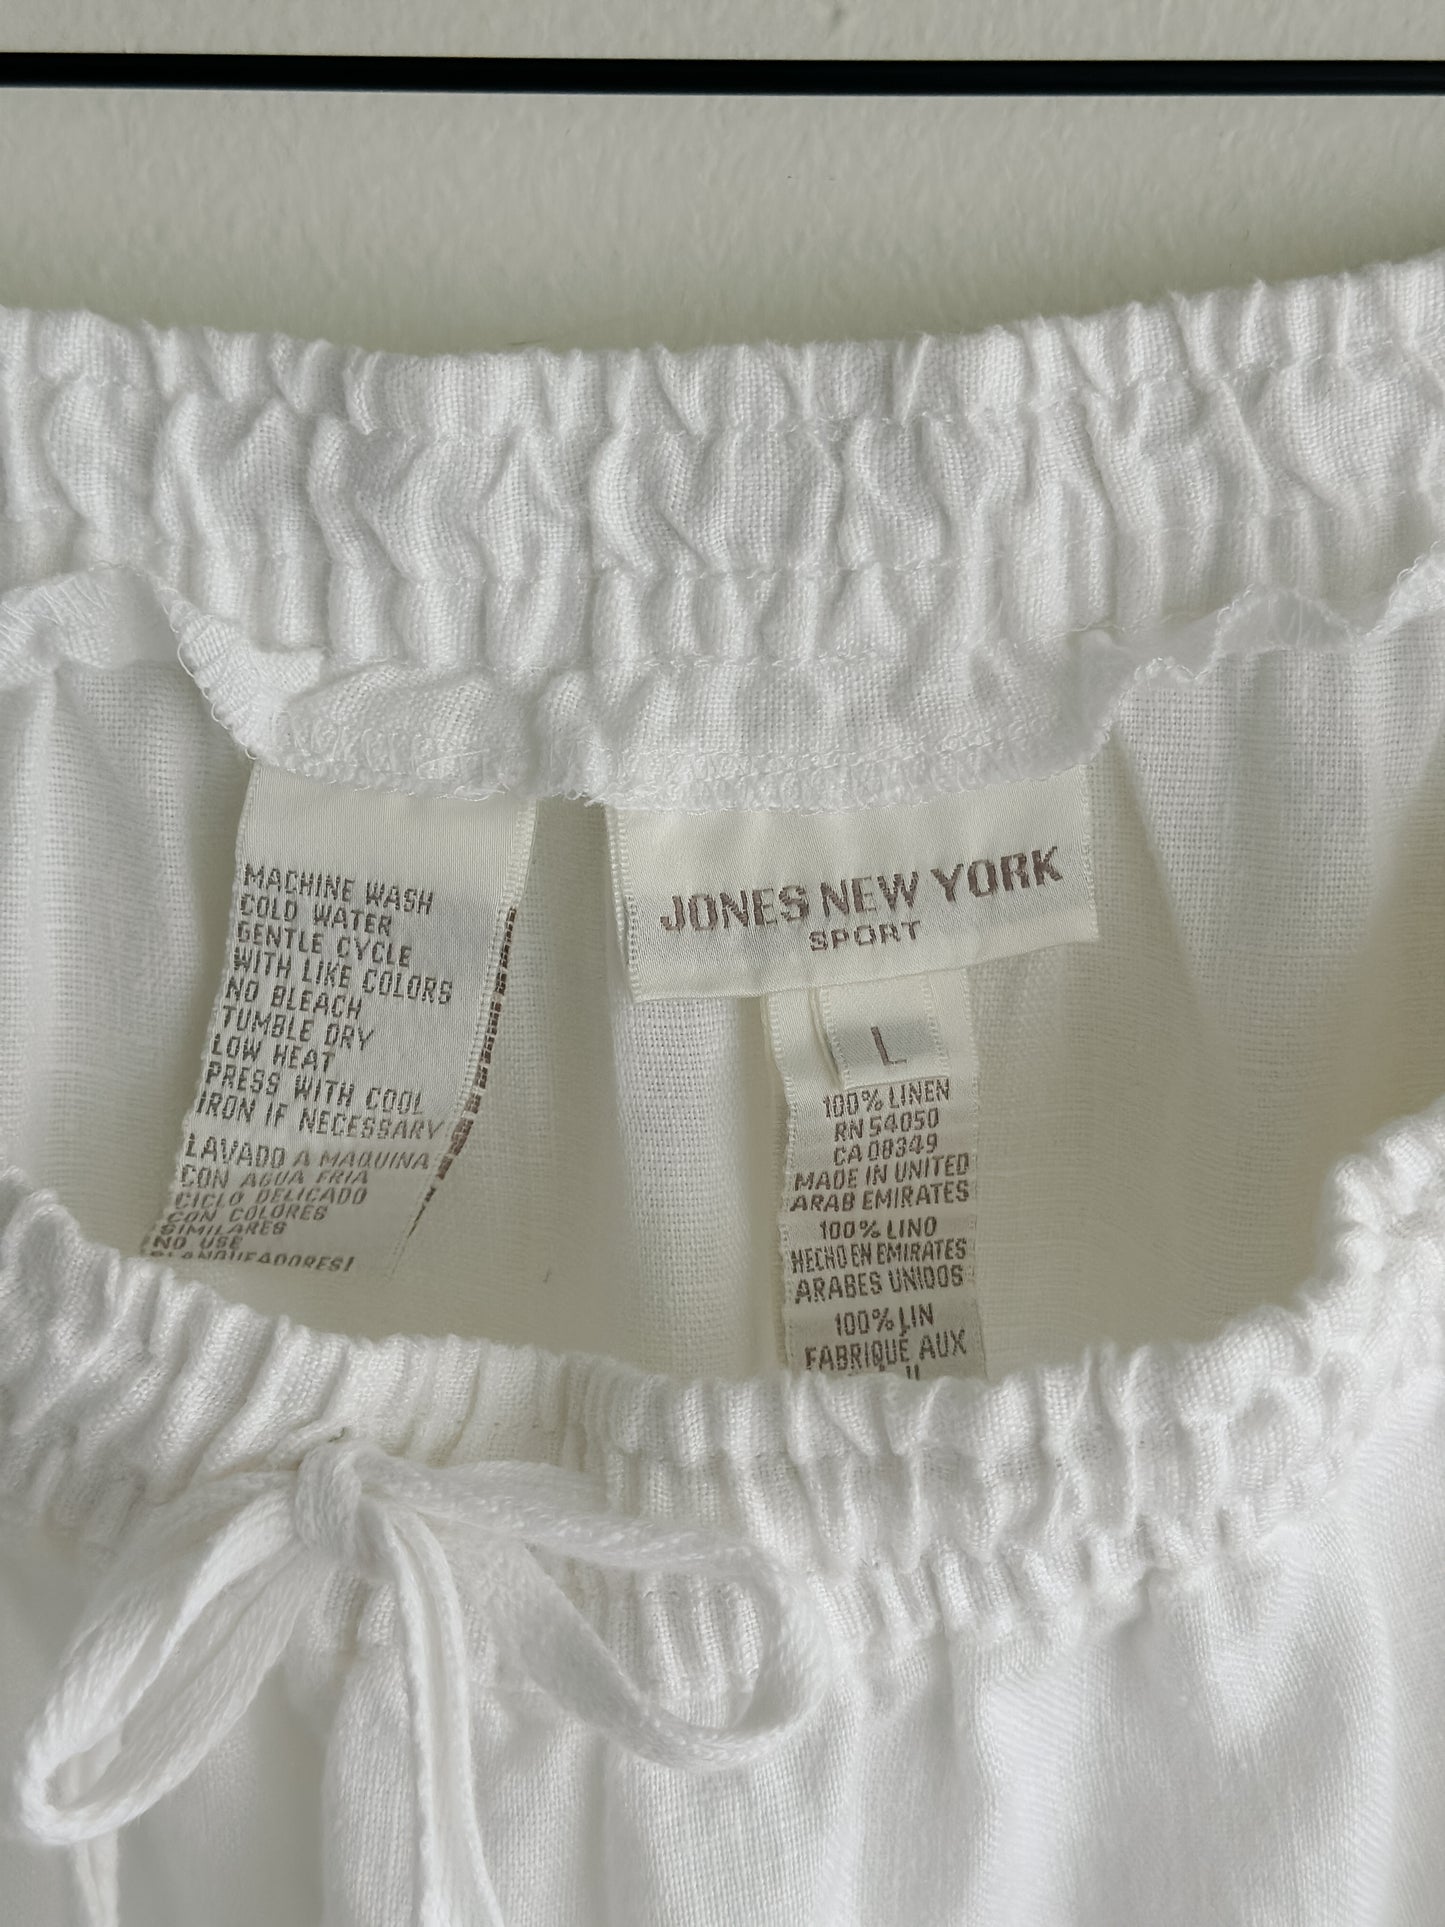 MACHINE WASH
COLD WATER
GENTLE CYCLE
WITH LIKE COLORS
NO BLEACH
TUMBLE DRY
LOW HEAT
PRESS WITH COOL
IRON IF NECESSARY
LAVADO A MAQUINA
CON AGUA FRIA
CICLO DELICADO
CON COLORES
SIMILARES
NO USE
BLANQUEADORES!
JONES NEW YORK
SPORT
L
100% LINEN
RN 54050
CA 08349
MADE IN UNITED
ARAB EMIRATES
100% LINO
HECHO EN EMIRATES
ARABES UNIDOS
100% LIN
FABRIQUÉ AUX